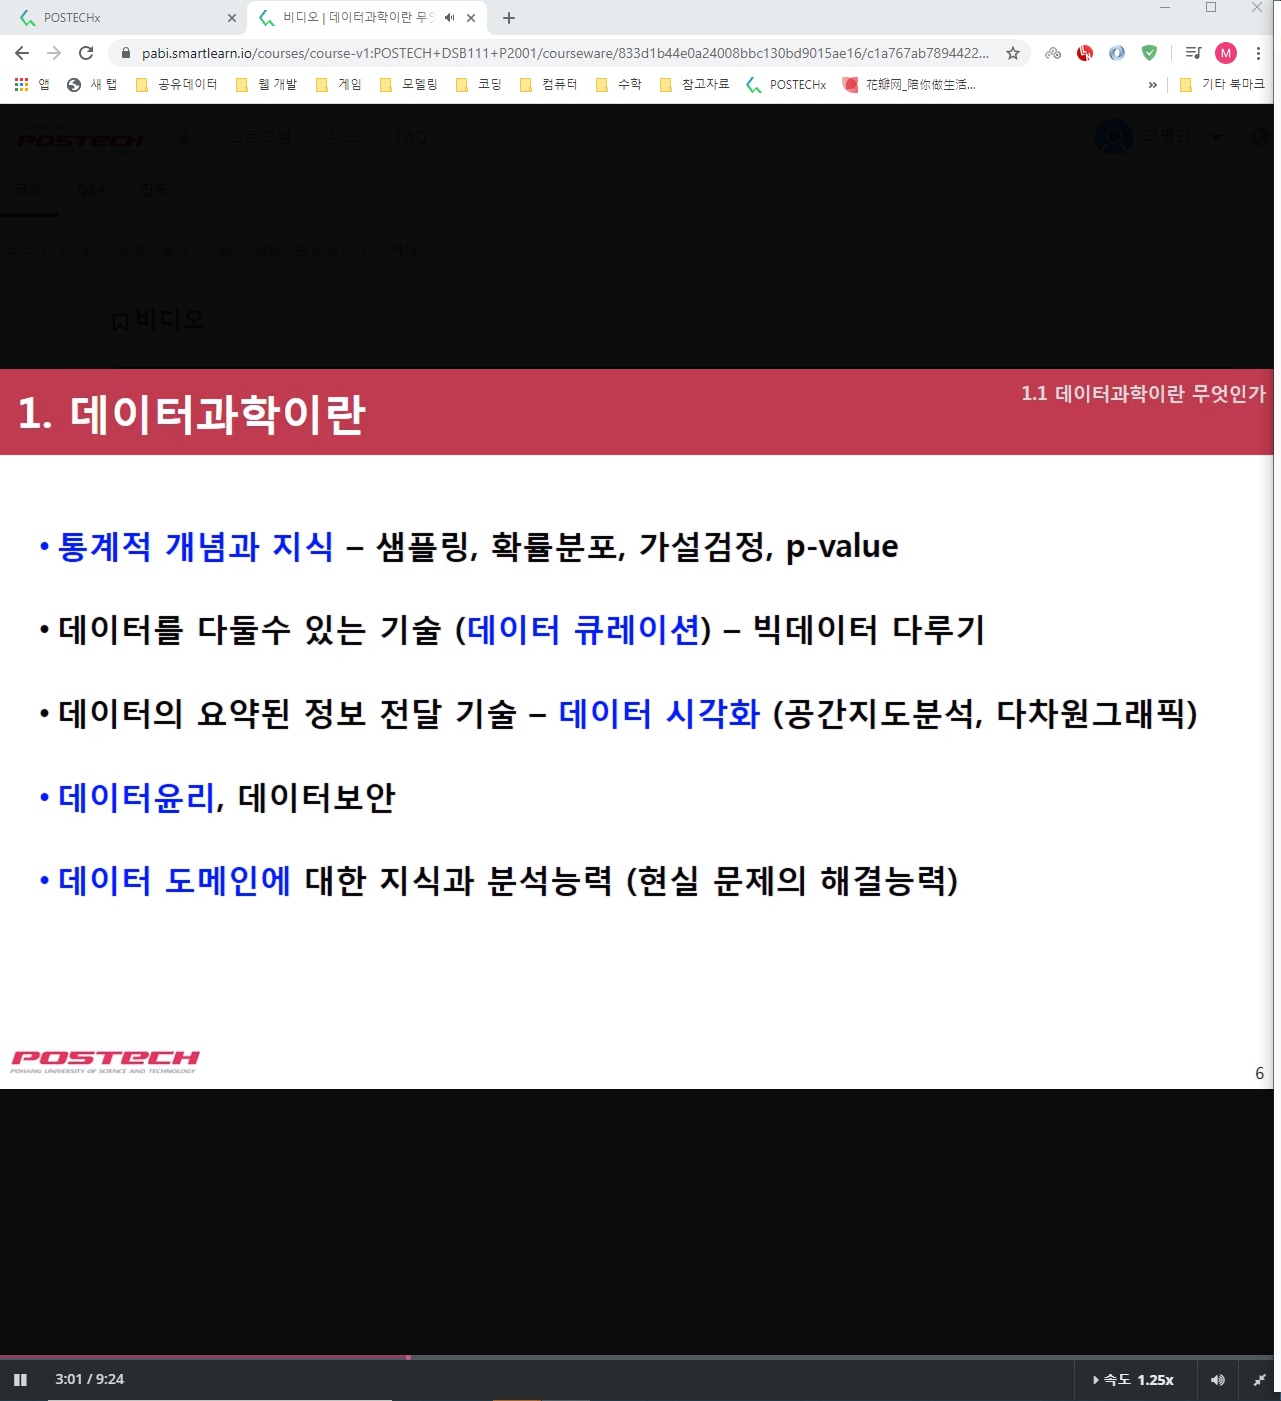 POSTECHx
비디오 | 데이터과학이란 무
pabi.smartlearn.io/courses/course-v1:POSTECH+DSB111+P2001/courseware/833d1b44e0a24008bbc130bd9015ae16/c1a767ab7894422...
M
앱 새 탭 공유데이터 웹 개발 게임 모델링 코딩 컴퓨터 수학 참고자료 POSTECHx 花瓣网_陪你做生活... » 기타 북마크
POSTECH 홈 프로그램 뉴스 FAQ 고명인
코스 Q&A 진도
비디오
1. 데이터과학이란
1.1 데이터과학이란 무엇인가
• 통계적 개념과 지식 – 샘플링, 확률분포, 가설검정, p-value
• 데이터를 다둘수 있는 기술 (데이터 큐레이션) – 빅데이터 다루기
• 데이터의 요약된 정보 전달 기술 – 데이터 시각화 (공간지도분석, 다차원그래픽)
• 데이터윤리, 데이터보안
• 데이터 도메인에 대한 지식과 분석능력 (현실 문제의 해결능력)
POSTECH
POHANG UNIVERSITY OF SCIENCE AND TECHNOLOGY
6
3:01 / 9:24
속도 1.25x